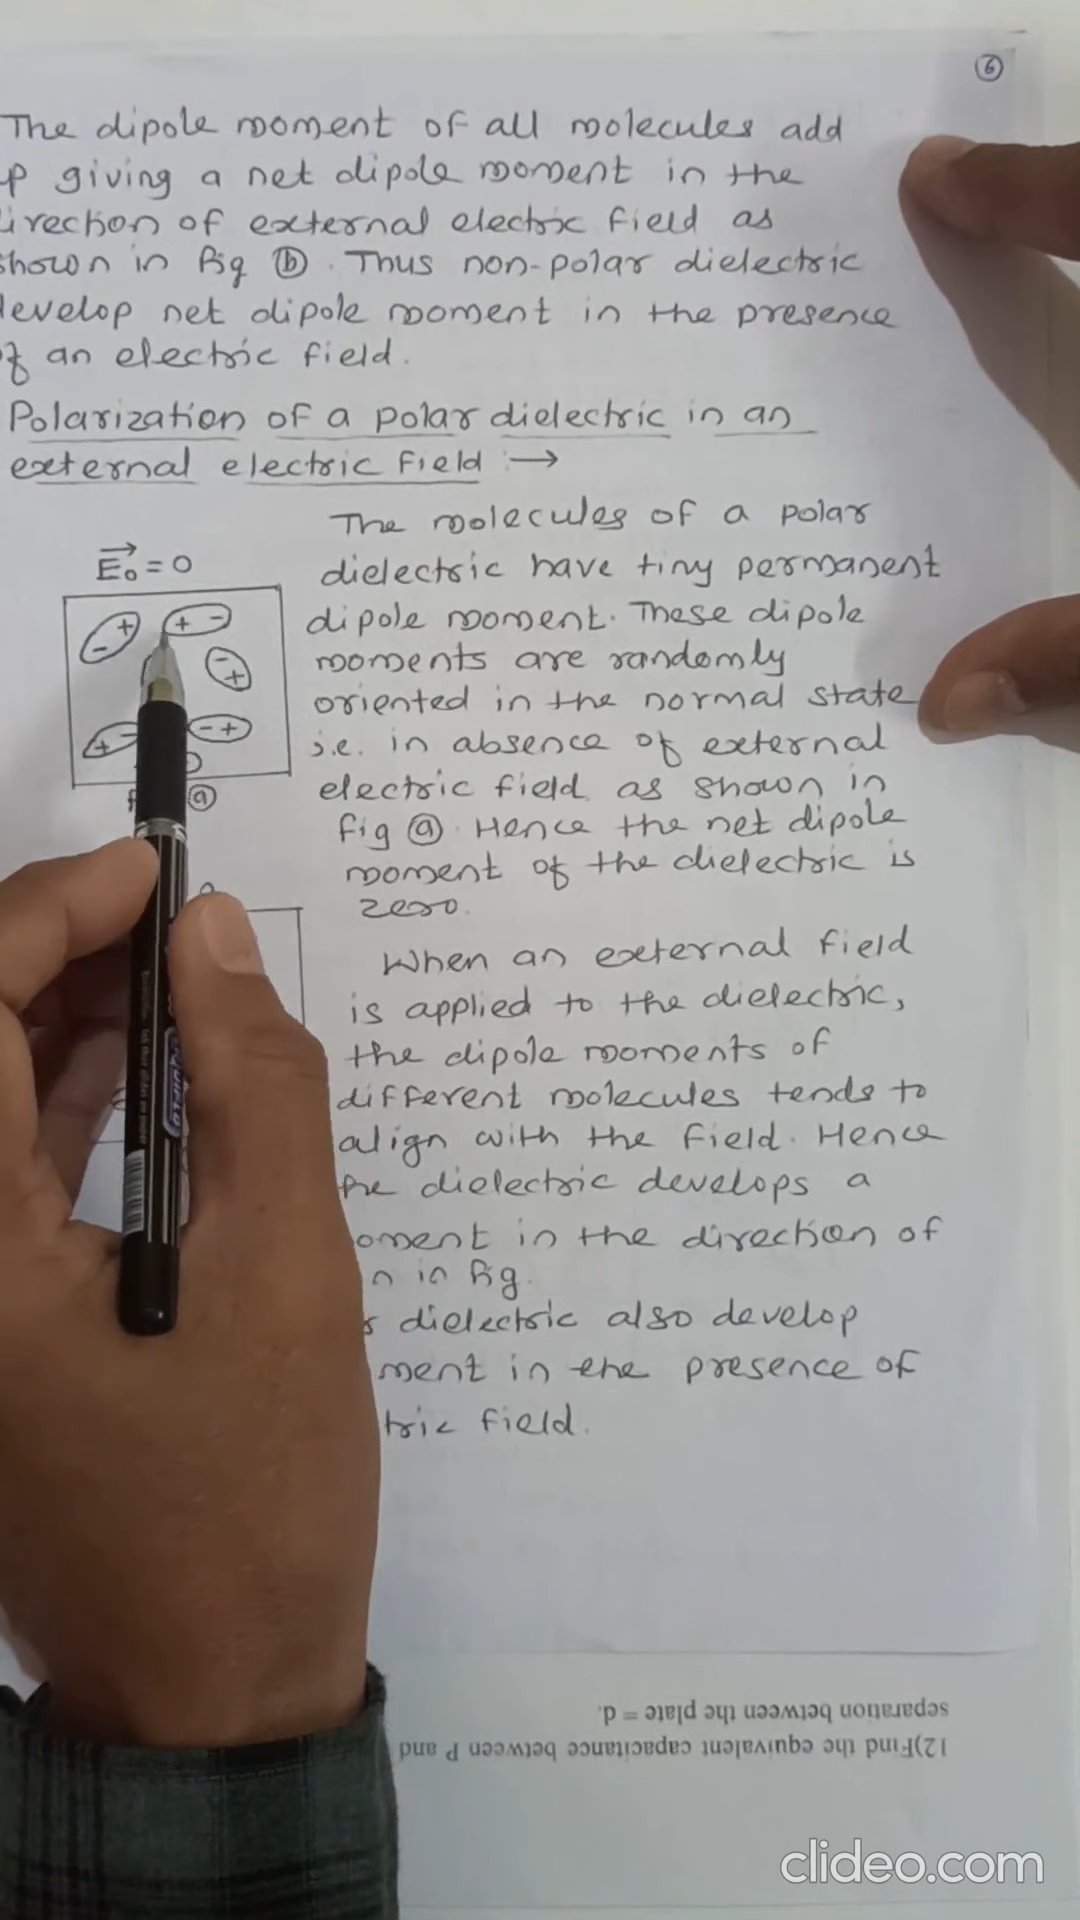 6
The dipole moment of all molecules add
up giving a net dipole moment in the
direction of external electric field as
shown in fig (b). Thus non-polar dielectric
develop net dipole moment in the presence
of an electric field.
Polarization of a polar dielectric in an
external electric field :→
The molecules of a polar
E₀ = 0
dielectric have tiny permanent
dipole moment. These dipole
moments are randomly
oriented in the normal state
i.e. in absence of external
electric field as shown in
fig (a). Hence the net dipole
moment of the dielectric is
zero.
(a)
When an external field
is applied to the dielectric,
the dipole moments of
different molecules tends to
align with the field. Hence
the dielectric develops a
oment in the direction of
n in fig.
dielectric also develop
ment in the presence of
tric field.
separation between the plate = d.
12)Find the equivalent capacitance between P and
clideo.com